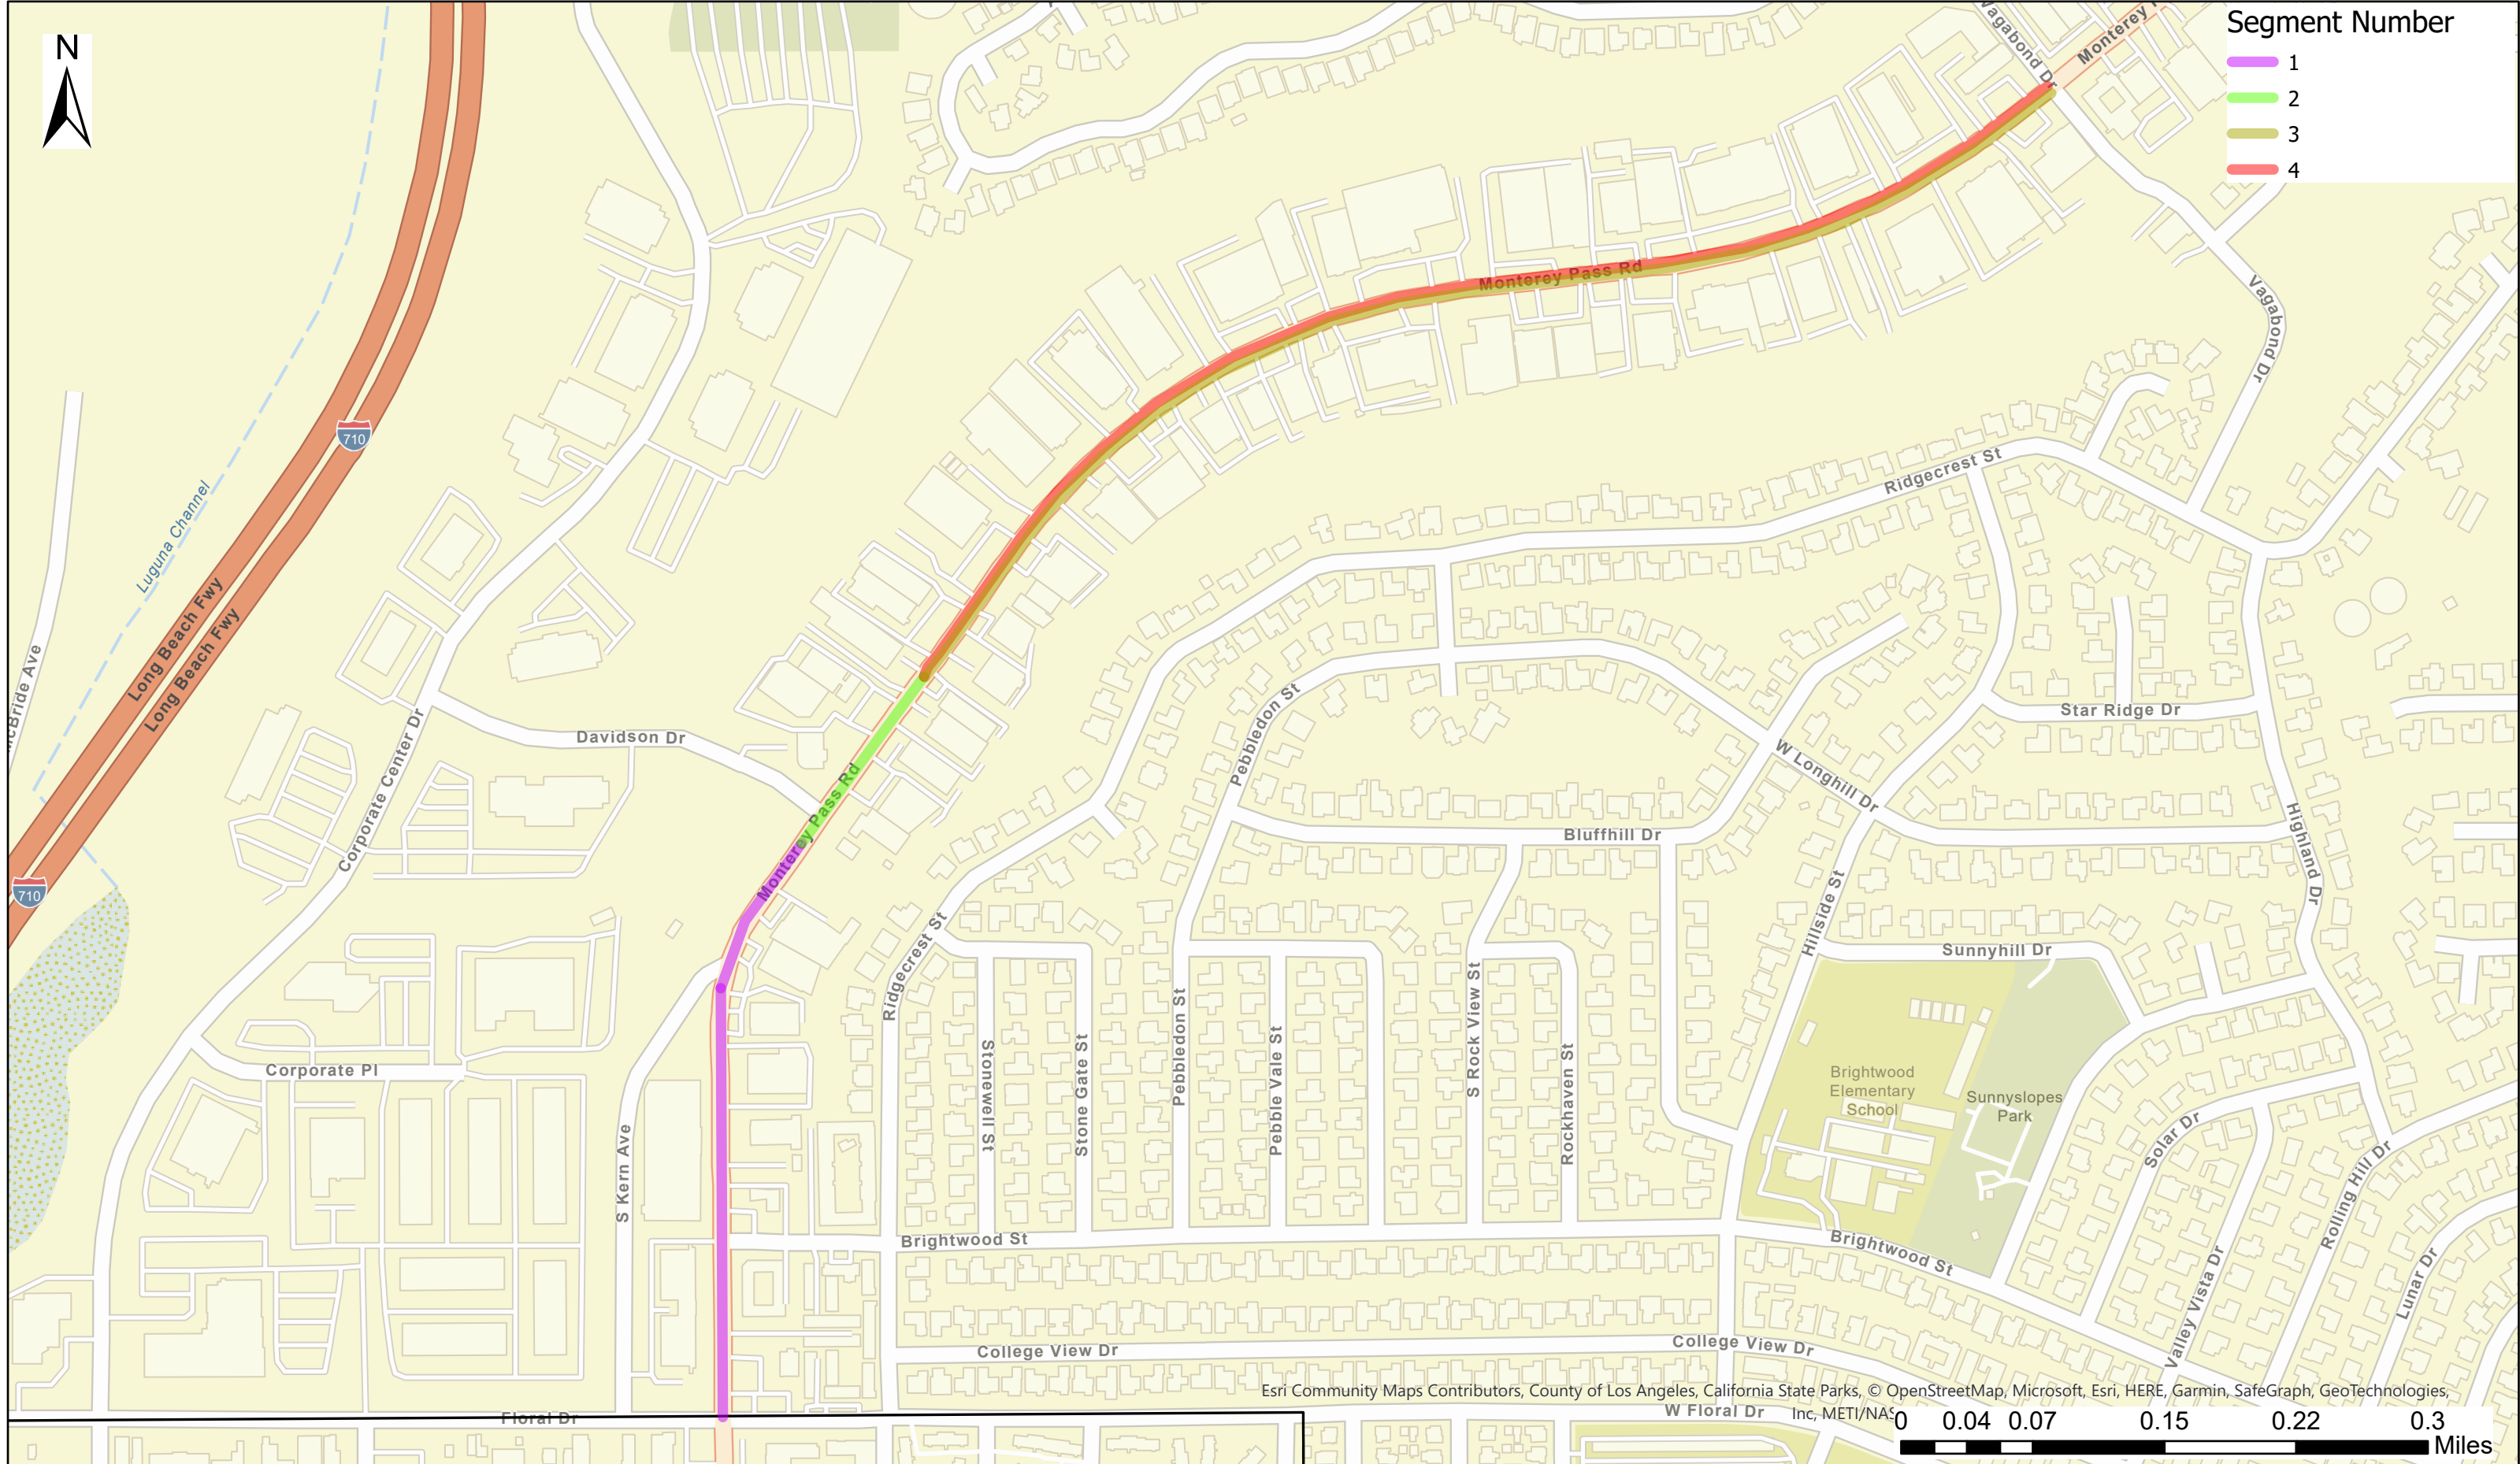 N
Segment Number
1
2
3
4
Vagabond Dr
Monterey
Monterey Pass Rd
Vagabond Dr
710
Luguna Channel
Long Beach Fwy
Long Beach Fwy
McBride Ave
Ridgecrest St
Pebbledon St
Star Ridge Dr
Davidson Dr
W Longhill Dr
Corporate Center Dr
Monterey Pass Rd
Bluffhill Dr
Highland Dr
710
Hillside St
Ridgecrest St
Sunnyhill Dr
Corporate Pl
Stonewell St
Stone Gate St
Pebbledon St
Pebble Vale St
S Rock View St
Rockhaven St
Brightwood
Elementary
School
Sunnyslopes
Park
Solar Dr
Rolling Hill Dr
S Kern Ave
Brightwood St
Brightwood St
Valley Vista Dr
Lunar Dr
College View Dr
College View Dr
Esri Community Maps Contributors, County of Los Angeles, California State Parks, © OpenStreetMap, Microsoft, Esri, HERE, Garmin, SafeGraph, GeoTechnologies,
Inc, METI/NAS
Floral Dr
W Floral Dr
0 0.04 0.07 0.15 0.22 0.3
Miles